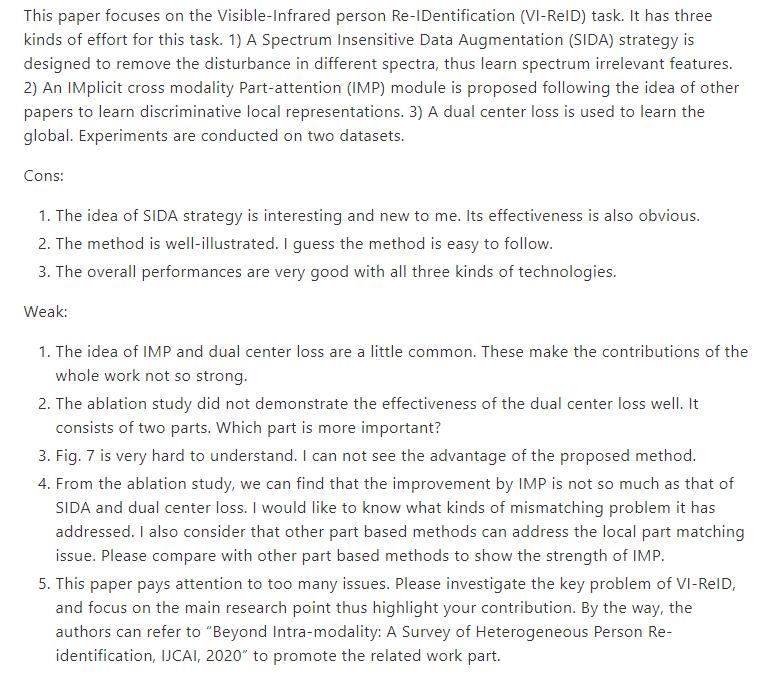 This paper focuses on the Visible-Infrared person Re-IDentification (VI-ReID) task. It has three
kinds of effort for this task. 1) A Spectrum Insensitive Data Augmentation (SIDA) strategy is
designed to remove the disturbance in different spectra, thus learn spectrum irrelevant features.
2) An IMplicit cross modality Part-attention (IMP) module is proposed following the idea of other
papers to learn discriminative local representations. 3) A dual center loss is used to learn the
global. Experiments are conducted on two datasets.
Cons:
1. The idea of SIDA strategy is interesting and new to me. Its effectiveness is also obvious.
2. The method is well-illustrated. I guess the method is easy to follow.
3. The overall performances are very good with all three kinds of technologies.
Weak:
1. The idea of IMP and dual center loss are a little common. These make the contributions of the
whole work not so strong.
2. The ablation study did not demonstrate the effectiveness of the dual center loss well. It
consists of two parts. Which part is more important?
3. Fig. 7 is very hard to understand. I can not see the advantage of the proposed method.
4. From the ablation study, we can find that the improvement by IMP is not so much as that of
SIDA and dual center loss. I would like to know what kinds of mismatching problem it has
addressed. I also consider that other part based methods can address the local part matching
issue. Please compare with other part based methods to show the strength of IMP.
5. This paper pays attention to too many issues. Please investigate the key problem of VI-ReID,
and focus on the main research point thus highlight your contribution. By the way, the
authors can refer to "Beyond Intra-modality: A Survey of Heterogeneous Person Re-
identification, IJCAI, 2020" to promote the related work part.